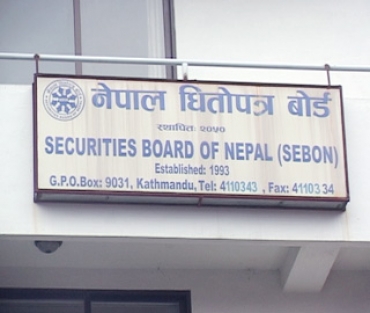 नेपाल धितोपत्र बोर्ड
स्थापित: २०५०
SECURITIES BOARD OF NEPAL (SEBON)
Established: 1993
G.P.O.Box: 9031, Kathmandu, Tel: 4110343 , Fax: 4110334